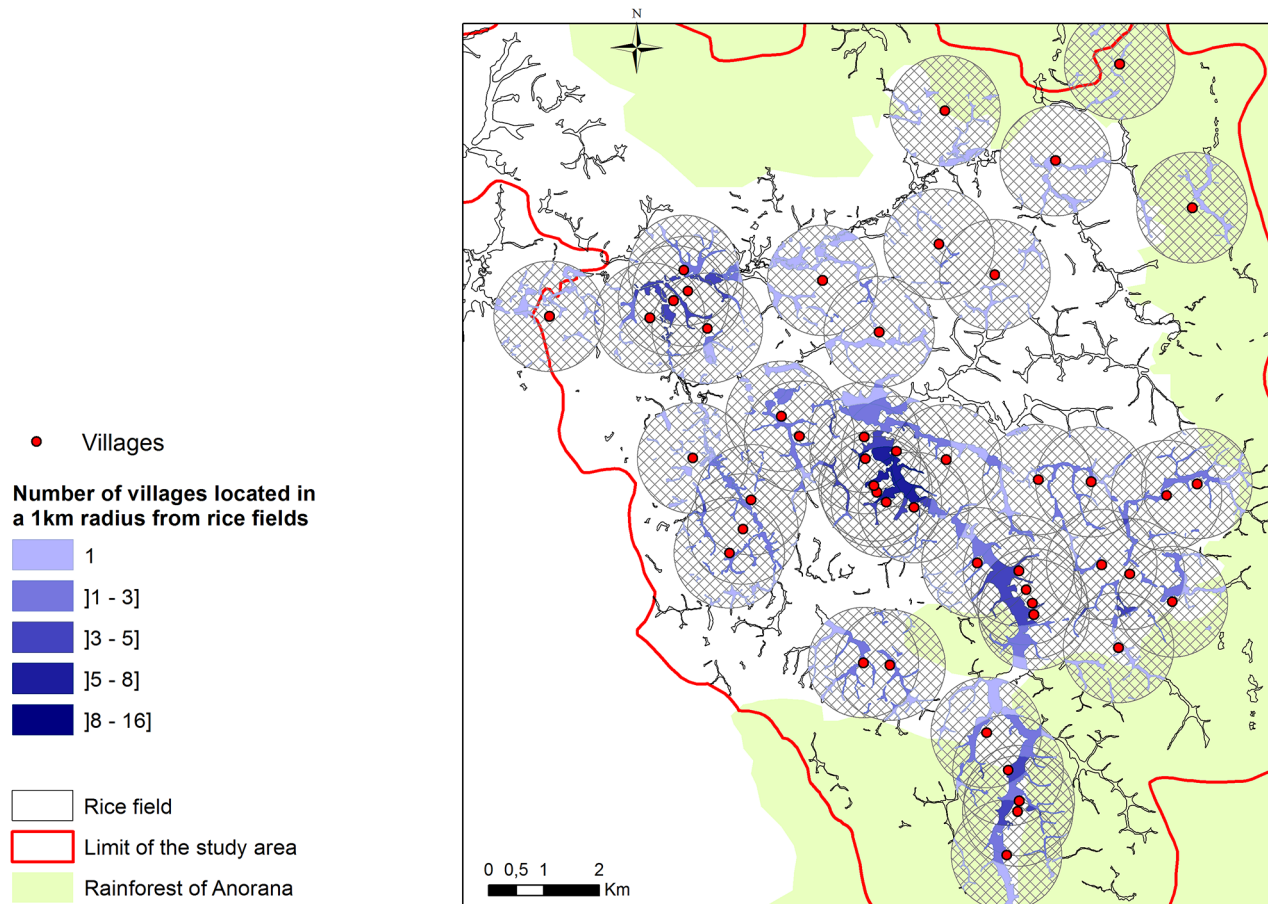 N
Villages
Number of villages located in
a 1km radius from rice fields
1
]1 - 3]
]3 - 5]
]5 - 8]
]8 - 16]
Rice field
Limit of the study area
Rainforest of Anorana
0 0,5 1 2
Km